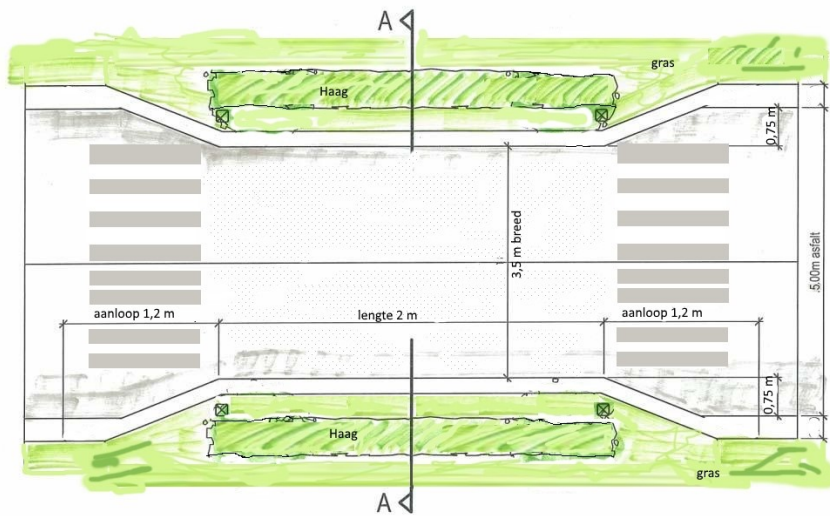 A
gras
Haag
0,75 m
3,5 m breed
.5.00m asfalt
aanloop 1,2 m
lengte 2 m
aanloop 1,2 m
0,75 m
Haag
gras
A